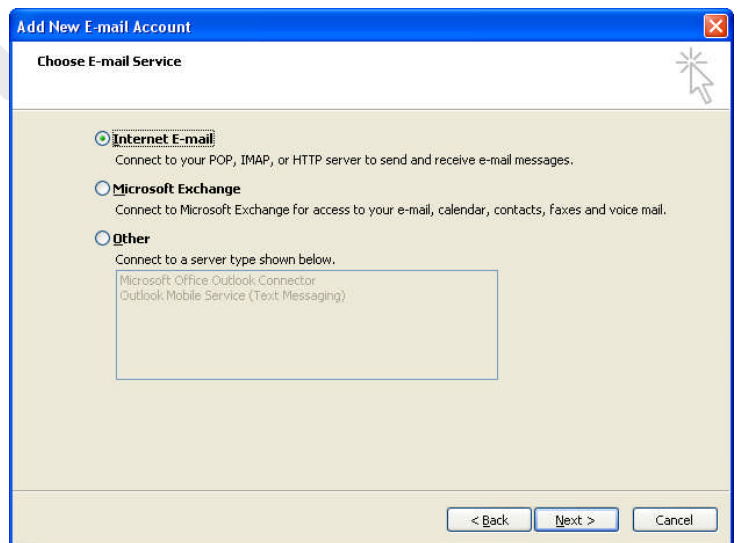 Add New E-mail Account
Choose E-mail Service
Internet E-mail
Connect to your POP, IMAP, or HTTP server to send and receive e-mail messages.
Microsoft Exchange
Connect to Microsoft Exchange for access to your e-mail, calendar, contacts, faxes and voice mail.
Other
Connect to a server type shown below.
Microsoft Office Outlook Connector
Outlook Mobile Service (Text Messaging)
< Back Next > Cancel